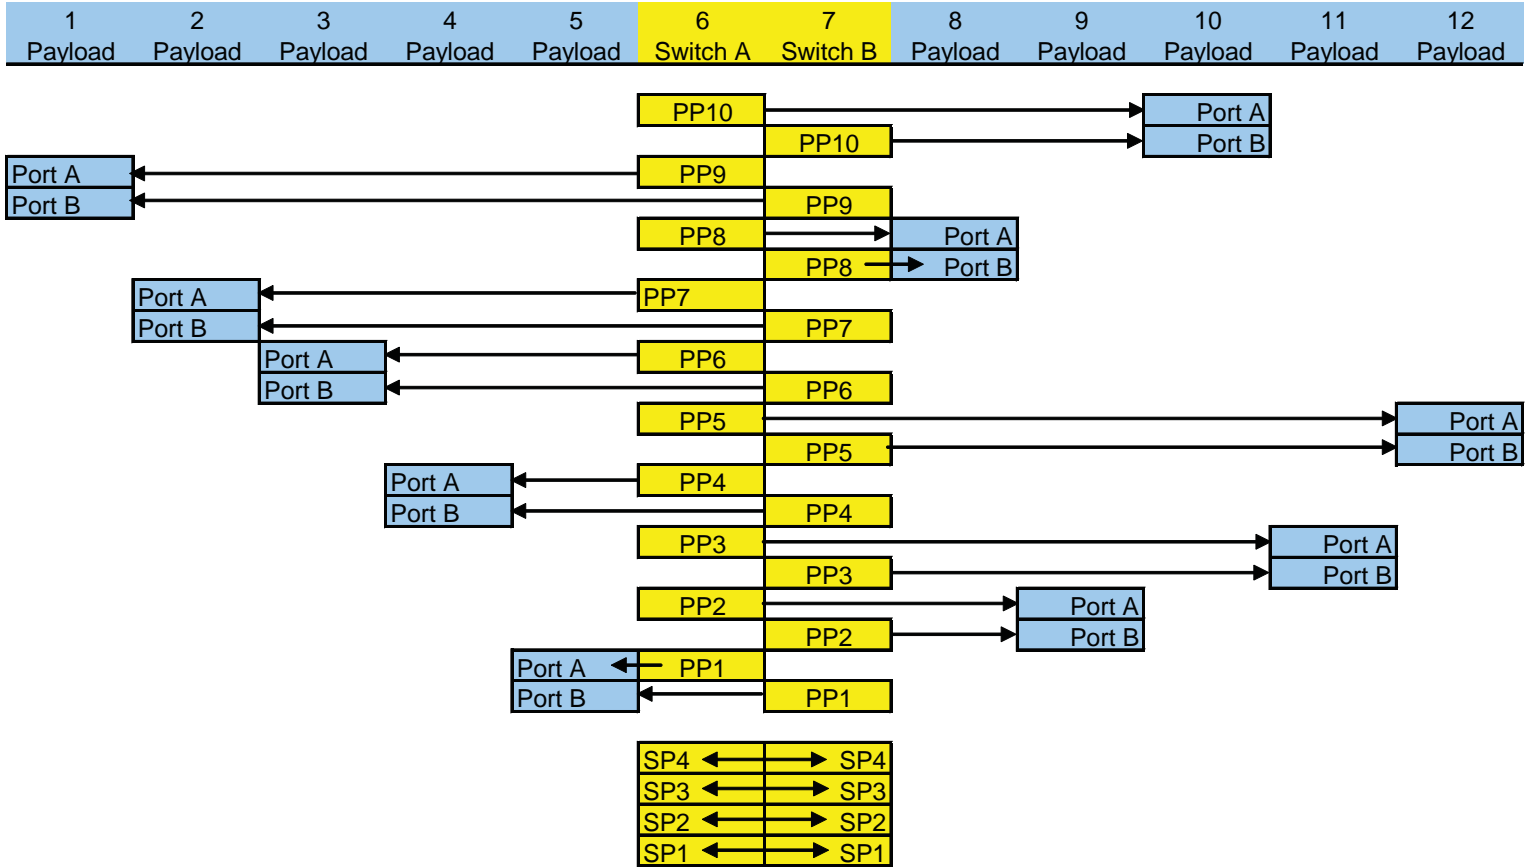 1 2 3 4 5 6 7 8 9 10 11 12
Payload Payload Payload Payload Payload Switch A Switch B Payload Payload Payload Payload Payload
PP10 Port A
PP10 Port B
Port A PP9
Port B PP9
PP8 Port A
PP8 Port B
Port A PP7
Port B PP7
Port A PP6
Port B PP6
PP5 Port A
PP5 Port B
Port A PP4
Port B PP4
PP3 Port A
PP3 Port B
PP2 Port A
PP2 Port B
Port A PP1
Port B PP1
SP4 SP4
SP3 SP3
SP2 SP2
SP1 SP1